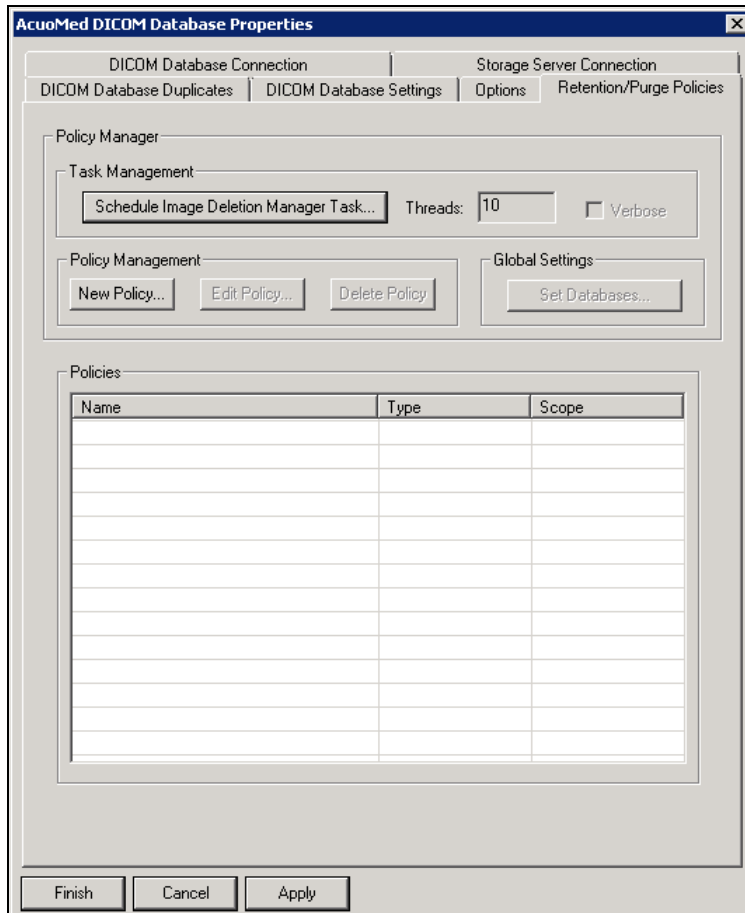 AcuoMed DICOM Database Properties
DICOM Database Connection
Storage Server Connection
DICOM Database Duplicates
DICOM Database Settings
Options
Retention/Purge Policies
Policy Manager
Task Management
Schedule Image Deletion Manager Task...
Threads:
10
Verbose
Policy Management
Global Settings
New Policy...
Edit Policy...
Delete Policy
Set Databases...
Policies
Name
Type
Scope
Finish
Cancel
Apply